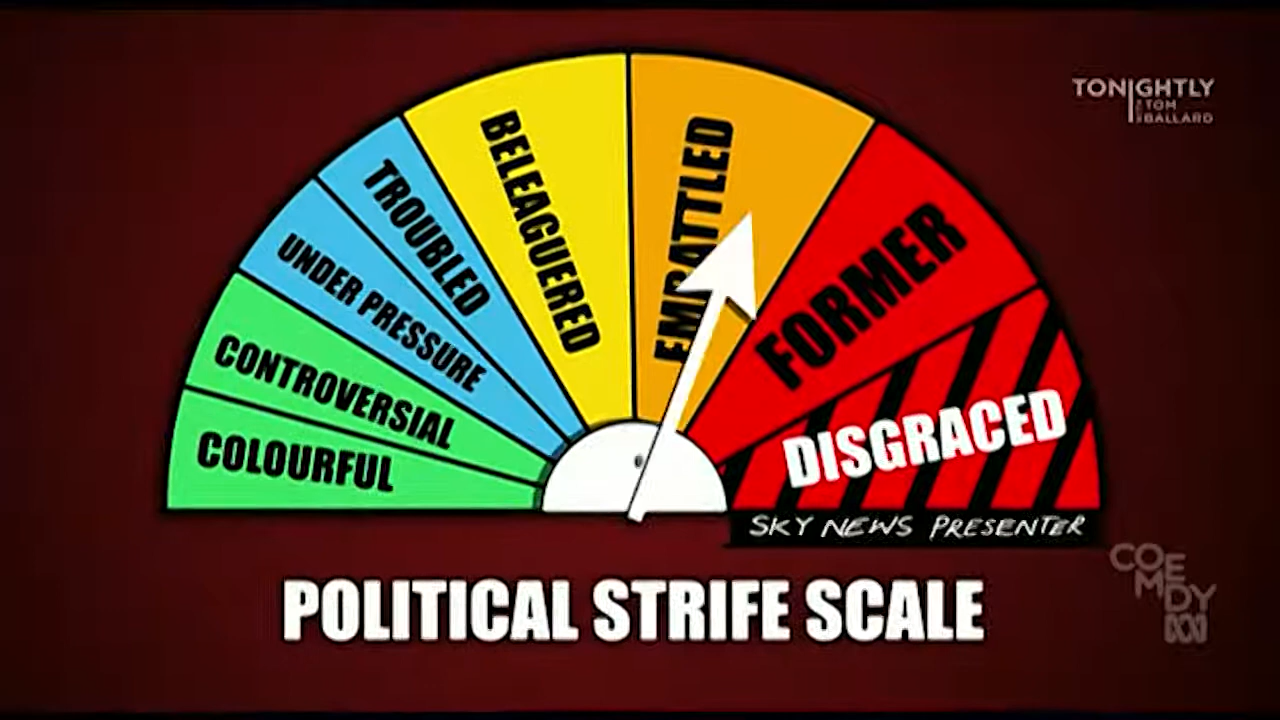 TONIGHTLY
WITH TOM
BALLARD
COLOURFUL
CONTROVERSIAL
UNDER PRESSURE
TROUBLED
BELEAGUERED
EMBATTLED
FORMER
DISGRACED
SKY NEWS PRESENTER
POLITICAL STRIFE SCALE
COMEDY